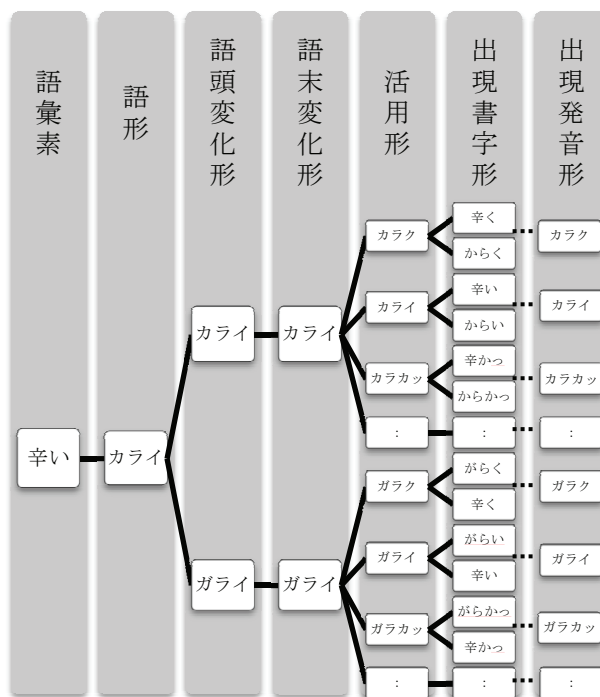 語彙素
語形
語頭変化形
語末変化形
活用形
出現書字形
出現発音形
辛い
カライ
カライ
カライ
カラク
辛く
からく
カラク
カライ
辛い
からい
カライ
カラカッ
辛かっ
からかっ
カラカッ
:
:
:
ガライ
ガライ
ガラク
がらく
辛く
ガラク
ガライ
がらい
辛い
ガライ
ガラカッ
がらかっ
辛かっ
ガラカッ
:
:
: